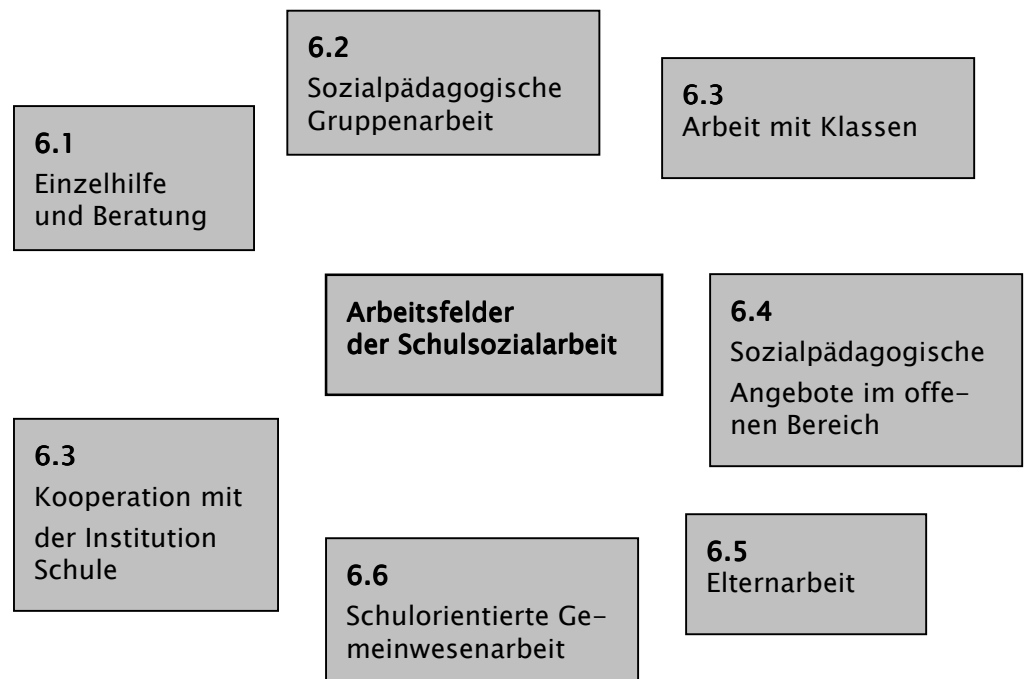 6.2
Sozialpädagogische
Gruppenarbeit
6.3
Arbeit mit Klassen
6.1
Einzelhilfe
und Beratung
Arbeitsfelder
der Schulsozialarbeit
6.4
Sozialpädagogische
Angebote im offe-
nen Bereich
6.3
Kooperation mit
der Institution
Schule
6.6
Schulorientierte Ge-
meinwesenarbeit
6.5
Elternarbeit